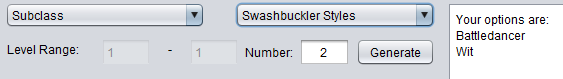 Subclass Swashbuckler Styles
Level Range: 1 - 1 Number: 2 Generate
Your options are:
Battledancer
Wit